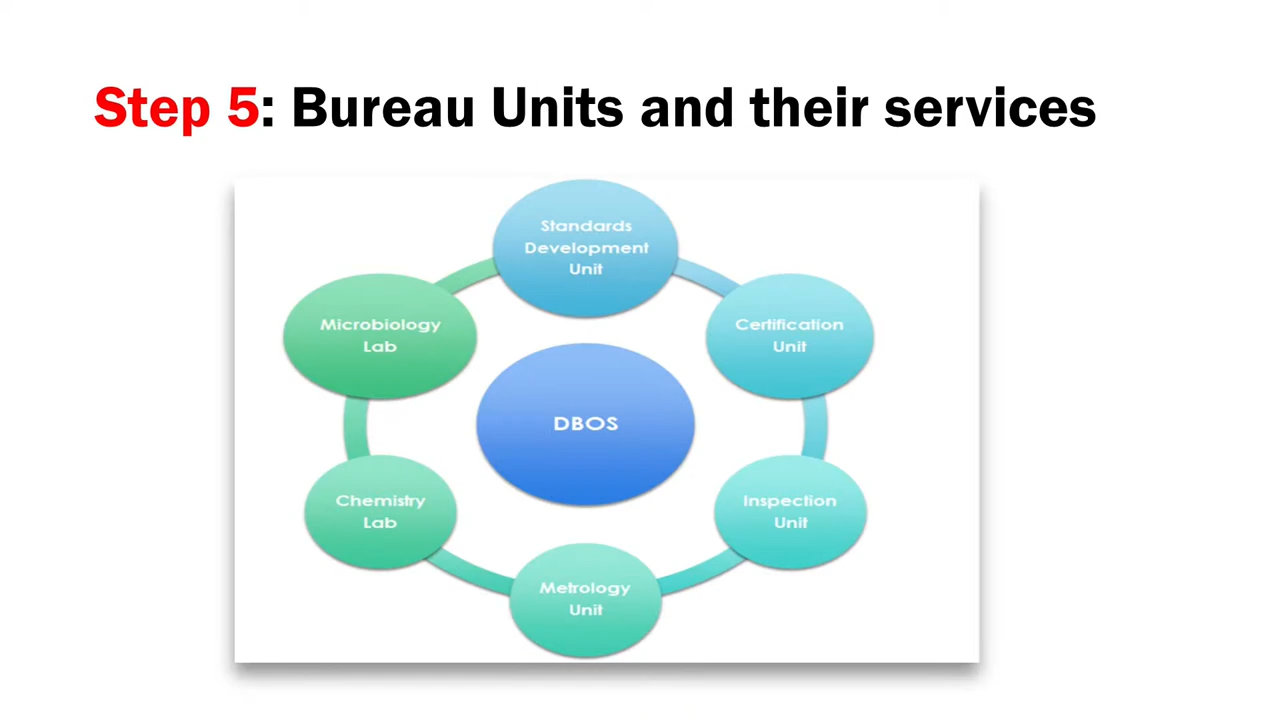 Step 5: Bureau Units and their services
Standards
Development
Unit
Certification
Unit
Inspection
Unit
Metrology
Unit
Chemistry
Lab
Microbiology
Lab
DBOS